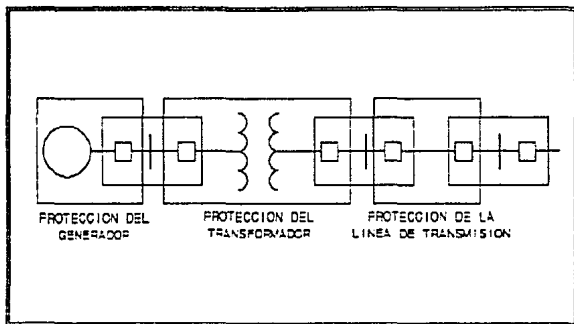 PROTECCION DEL
GENERADOR
PROTECCION DEL
TRANSFORMADOR
PROTECCION DE LA
LINEA DE TRANSMISION